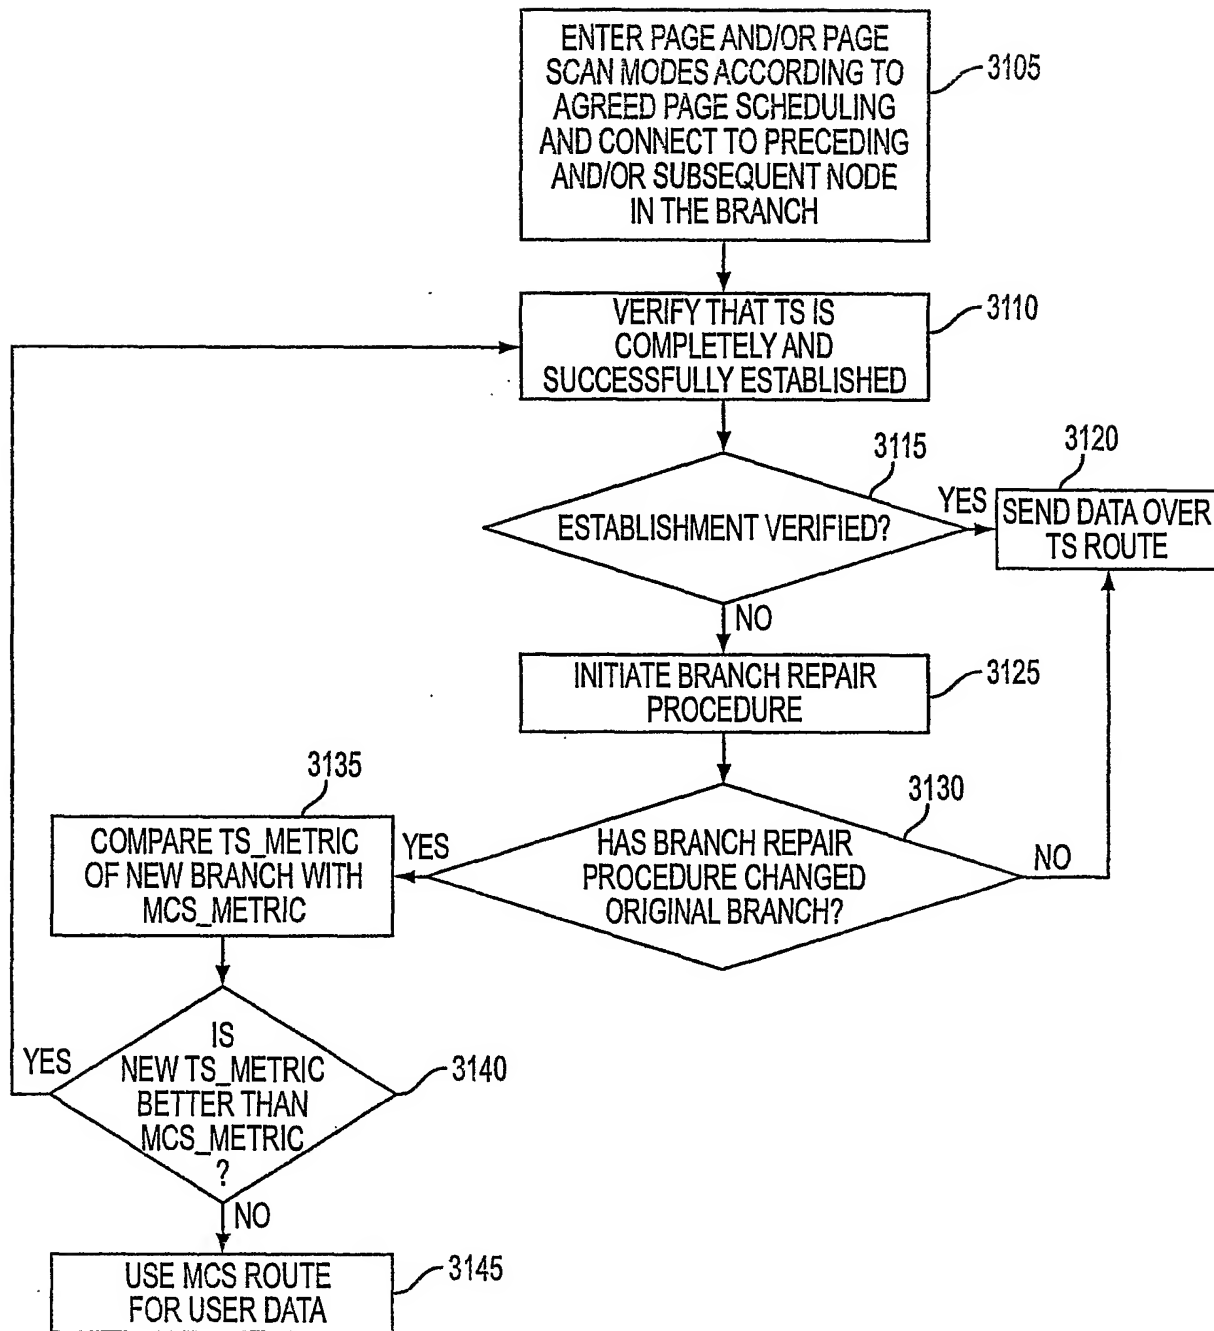 ENTER PAGE AND/OR PAGE
SCAN MODES ACCORDING TO
AGREED PAGE SCHEDULING
AND CONNECT TO PRECEDING
AND/OR SUBSEQUENT NODE
IN THE BRANCH
3105
VERIFY THAT TS IS
COMPLETELY AND
SUCCESSFULLY ESTABLISHED
3110
ESTABLISHMENT VERIFIED?
3115
YES
3120
SEND DATA OVER
TS ROUTE
NO
INITIATE BRANCH REPAIR
PROCEDURE
3125
HAS BRANCH REPAIR
PROCEDURE CHANGED
ORIGINAL BRANCH?
3130
NO
YES
3135
COMPARE TS_METRIC
OF NEW BRANCH WITH
MCS_METRIC
IS
NEW TS_METRIC
BETTER THAN
MCS_METRIC
?
3140
YES
NO
USE MCS ROUTE
FOR USER DATA
3145